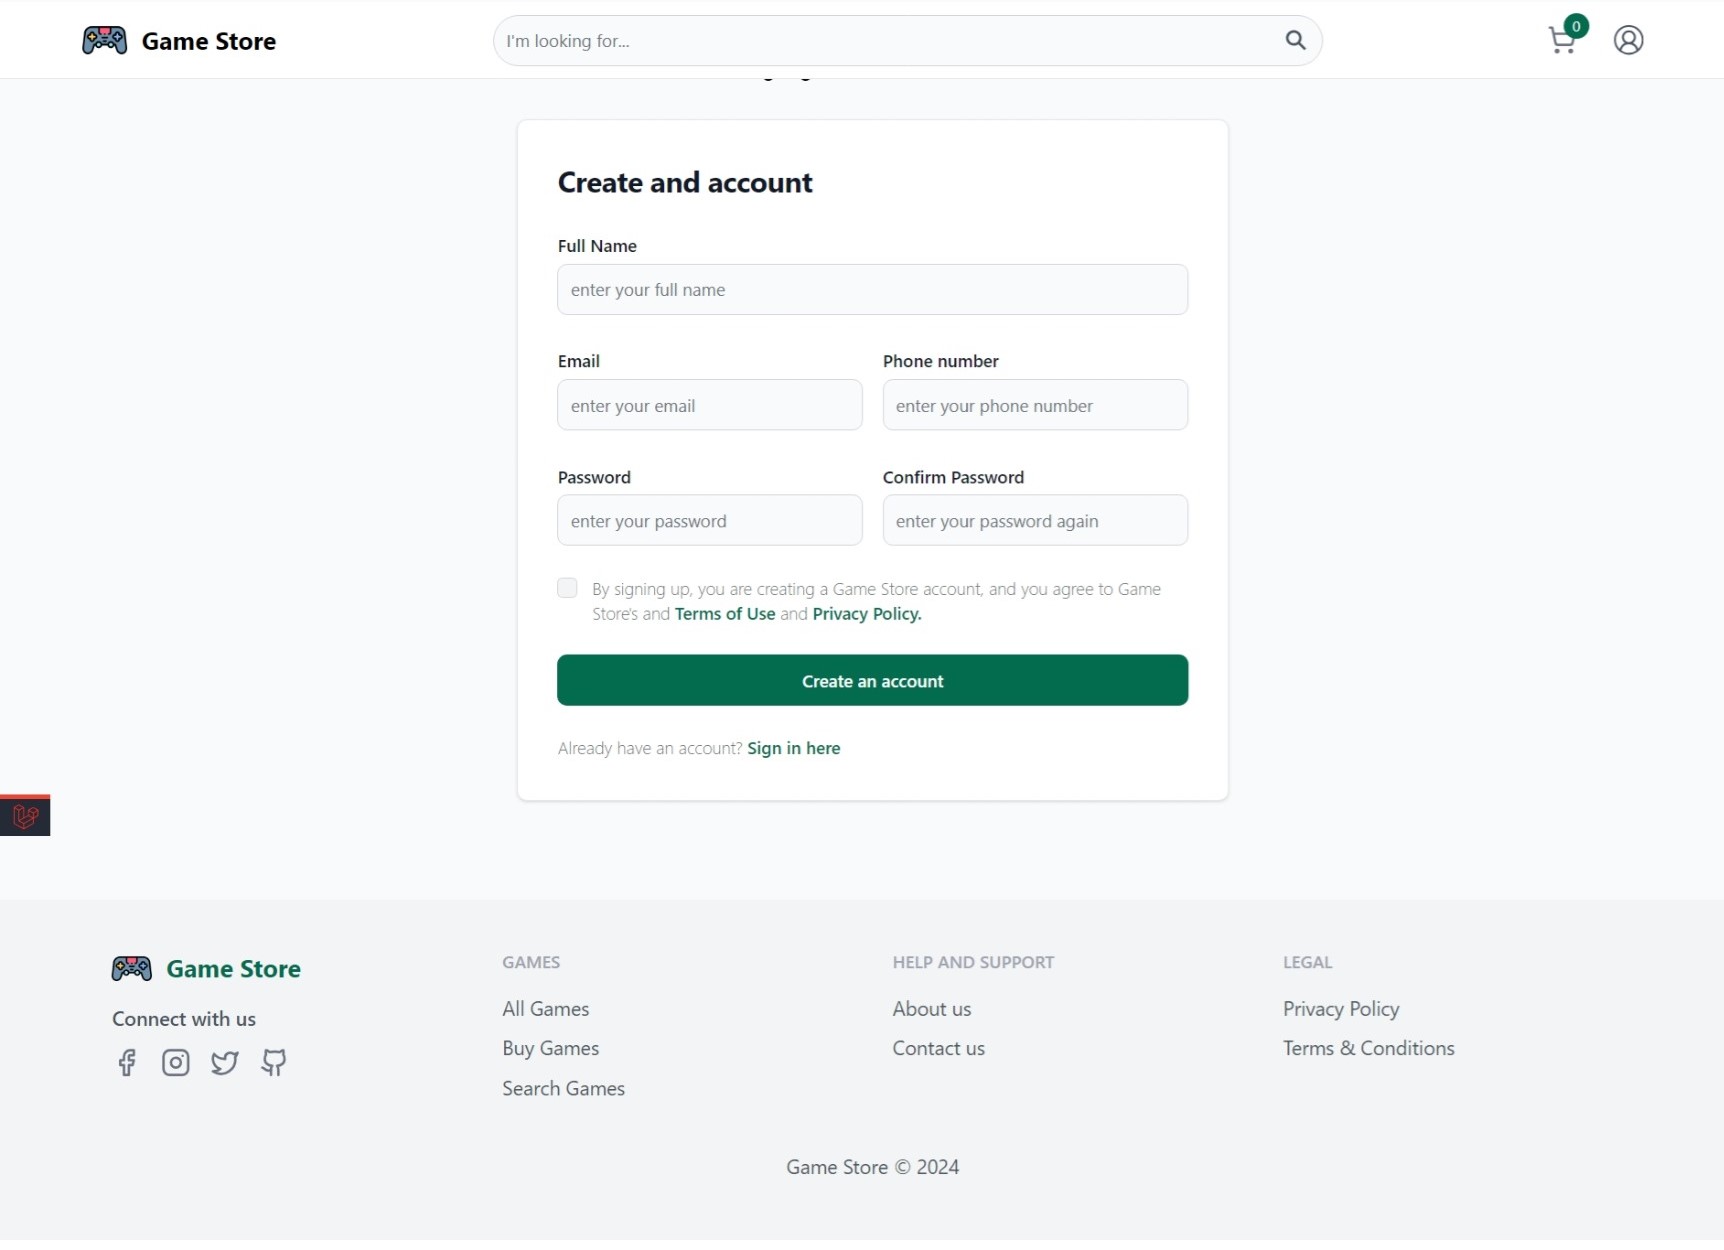 Game Store
I'm looking for...
0
Create and account
Full Name
enter your full name
Email
Phone number
enter your email
enter your phone number
Password
Confirm Password
enter your password
enter your password again
By signing up, you are creating a Game Store account, and you agree to Game
Store's and Terms of Use and Privacy Policy.
Create an account
Already have an account? Sign in here
Game Store
Connect with us
GAMES
All Games
Buy Games
Search Games
HELP AND SUPPORT
About us
Contact us
LEGAL
Privacy Policy
Terms & Conditions
Game Store © 2024